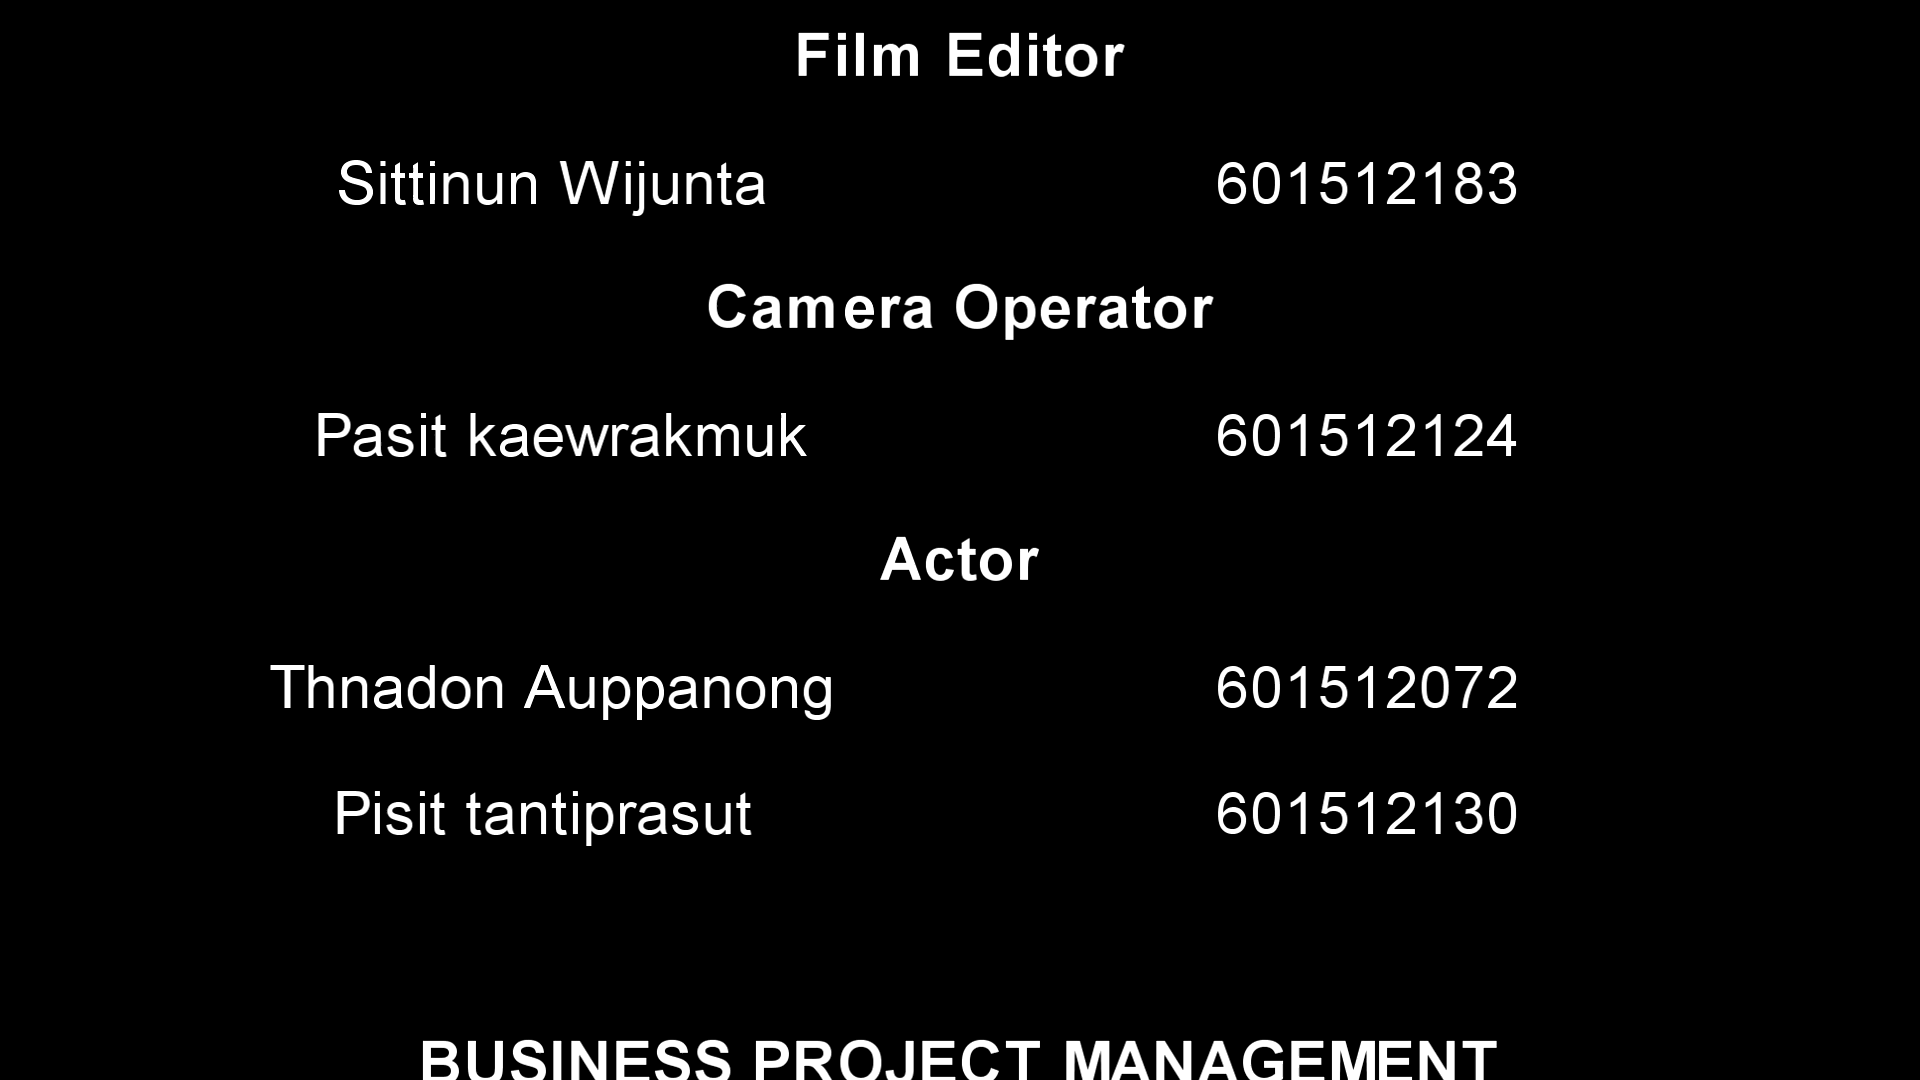 Film Editor
Sittinun Wijunta 601512183
Camera Operator
Pasit kaewrakmuk 601512124
Actor
Thnadon Auppanong 601512072
Pisit tantiprasut 601512130
BUSINESS PROJECT MANAGEMENT